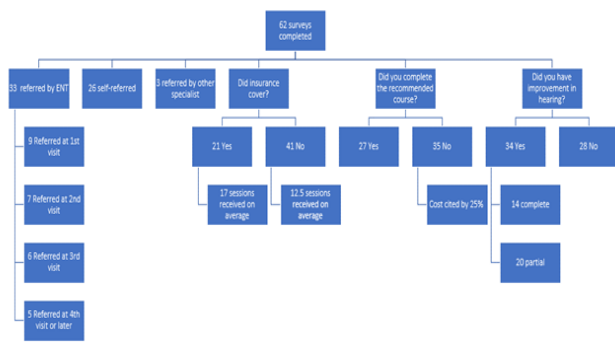 62 surveys
completed
33 referred by ENT
26 self-referred
3 referred by other
specialist
Did insurance
cover?
Did you complete
the recommended
course?
Did you have
improvement in
hearing?
9 Referred at 1st
visit
7 Referred at 2nd
visit
6 Referred at 3rd
visit
5 Referred at 4th
visit or later
21 Yes
41 No
17 sessions
received on
average
12.5 sessions
received on
average
27 Yes
35 No
Cost cited by 25%
34 Yes
28 No
14 complete
20 partial